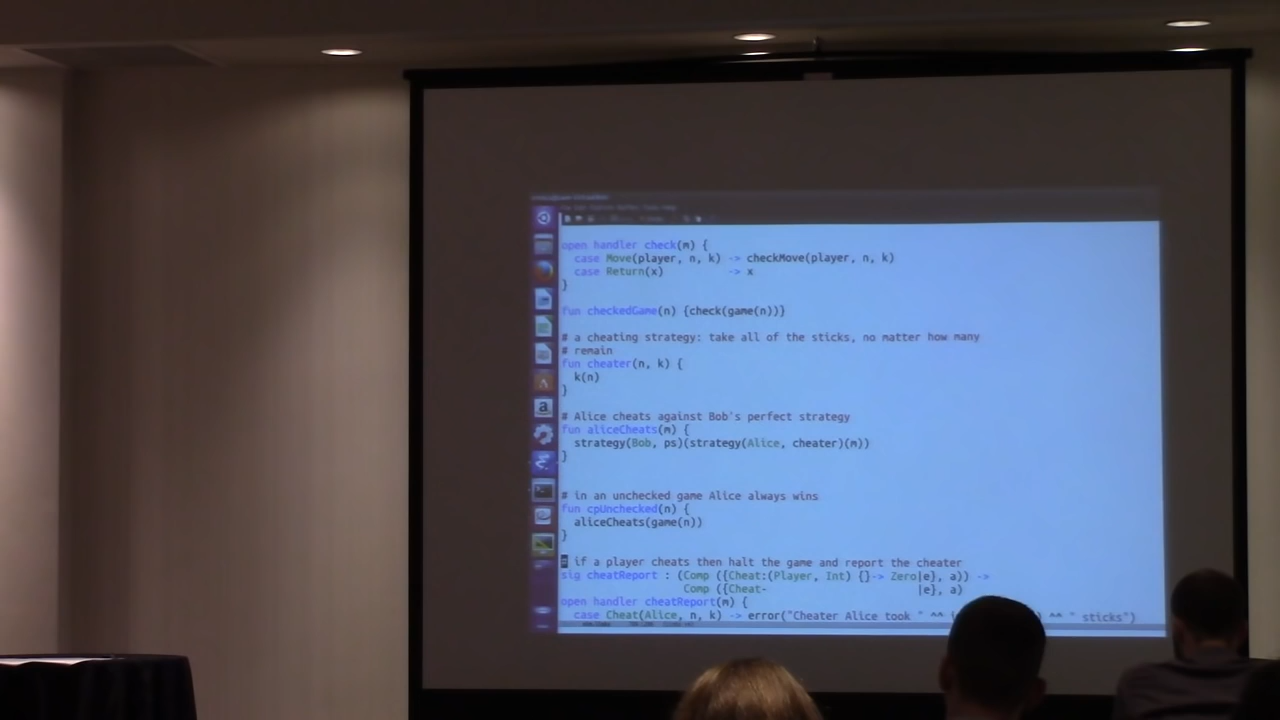 open handler check(m) {
case Move(player, n, k) -> checkMove(player, n, k)
case Return(x) -> x
}
fun checkedGame(n) {check(game(n))}
# a cheating strategy: take all of the sticks, no matter how many
# remain
fun cheater(n, k) {
k(n)
}
# Alice cheats against Bob's perfect strategy
fun aliceCheats(m) {
strategy(Bob, ps)(strategy(Alice, cheater)(m))
}
# in an unchecked game Alice always wins
fun cpUnchecked(n) {
aliceCheats(game(n))
}
# if a player cheats then halt the game and report the cheater
sig cheatReport : (Comp ({Cheat:(Player, Int) {}-> Zero|e}, a)) ->
Comp ({Cheat- |e}, a)
open handler cheatReport(m) {
case Cheat(Alice, n, k) -> error("Cheater Alice took " ^^ ^^ " sticks")